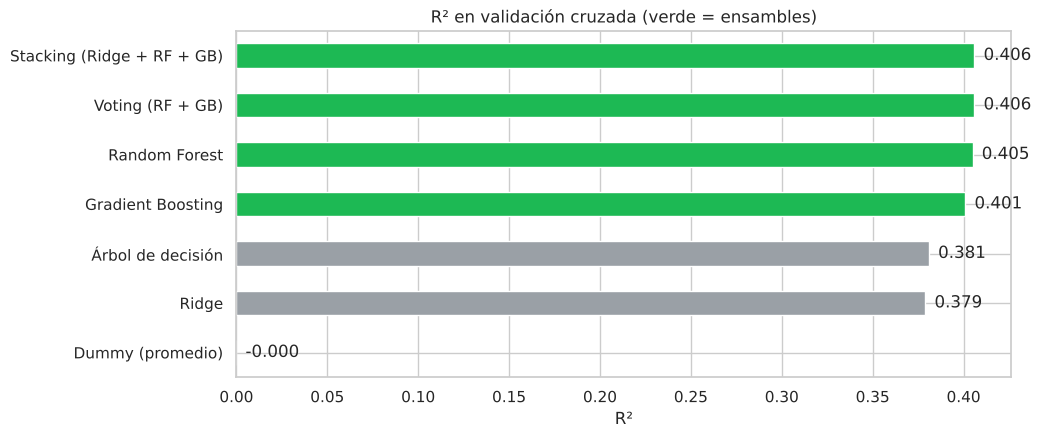 R² en validación cruzada (verde = ensambles)
Stacking (Ridge + RF + GB) 0.406
Voting (RF + GB) 0.406
Random Forest 0.405
Gradient Boosting 0.401
Árbol de decisión 0.381
Ridge 0.379
Dummy (promedio) -0.000
0.00 0.05 0.10 0.15 0.20 0.25 0.30 0.35 0.40
R²